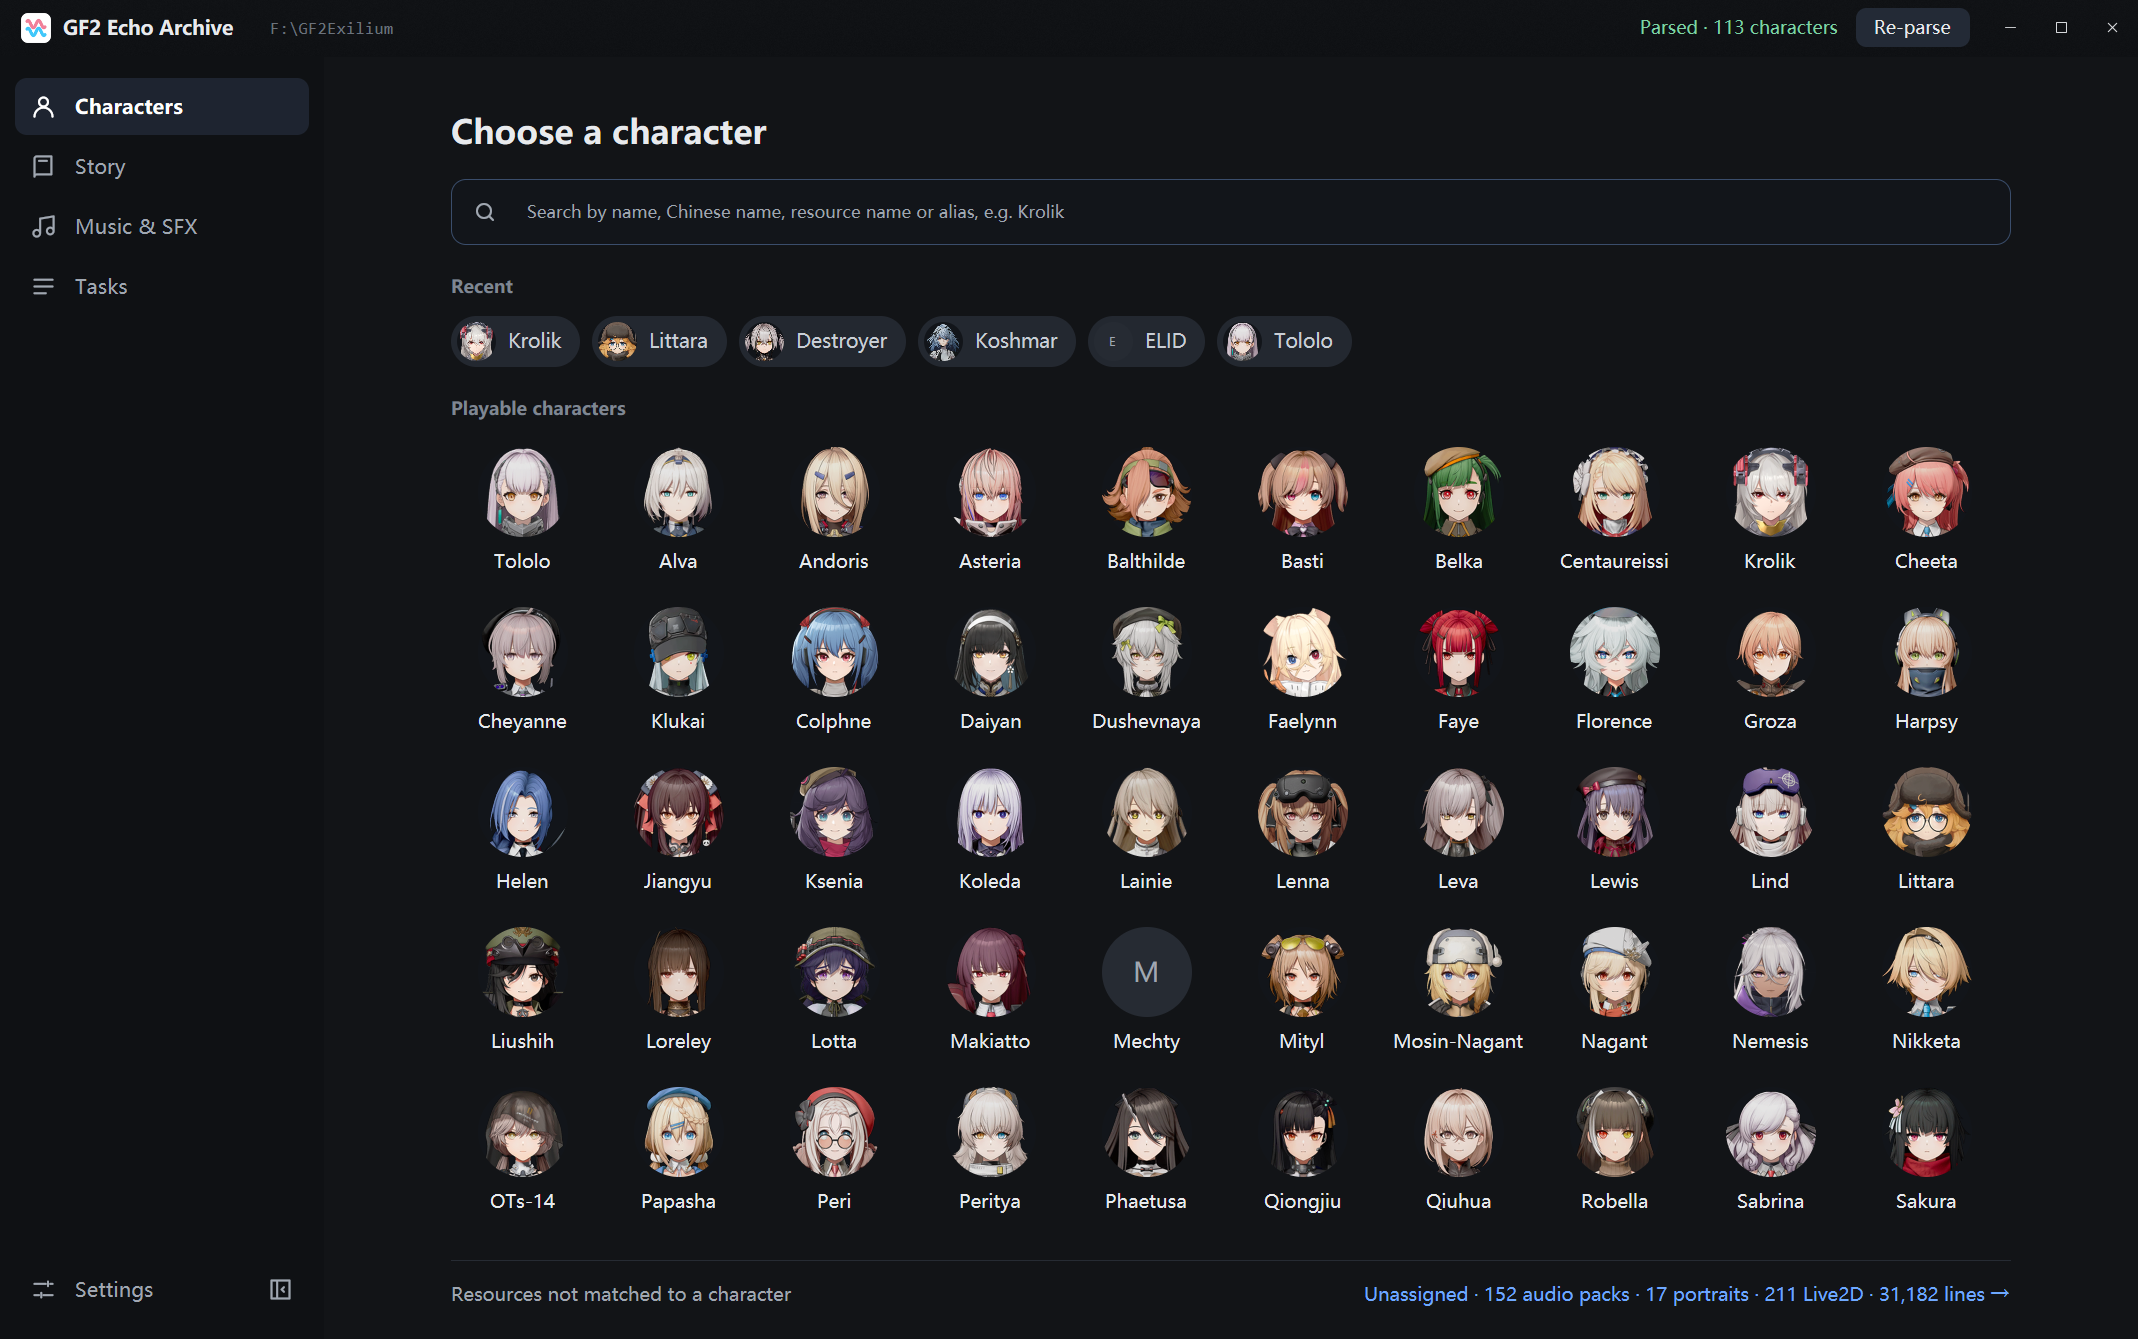 GF2 Echo Archive F:\GF2Exilium Parsed · 113 characters Re-parse
Characters
Story
Music & SFX
Tasks
Settings
Choose a character
Search by name, Chinese name, resource name or alias, e.g. Krolik
Recent
Krolik Littara Destroyer Koshmar E ELID Tololo
Playable characters
Tololo Alva Andoris Asteria Balthilde Basti Belka Centaureissi Krolik Cheeta
Cheyanne Klukai Colphne Daiyan Dushevnaya Faelynn Faye Florence Groza Harpsy
Helen Jiangyu Ksenia Koleda Lainie Lenna Leva Lewis Lind Littara
M
Liushih Loreley Lotta Makiatto Mechty Mityl Mosin-Nagant Nagant Nemesis Nikketa
OTs-14 Papasha Peri Peritya Phaetusa Qiongjiu Qiuhua Robella Sabrina Sakura
Resources not matched to a character Unassigned · 152 audio packs · 17 portraits · 211 Live2D · 31,182 lines →